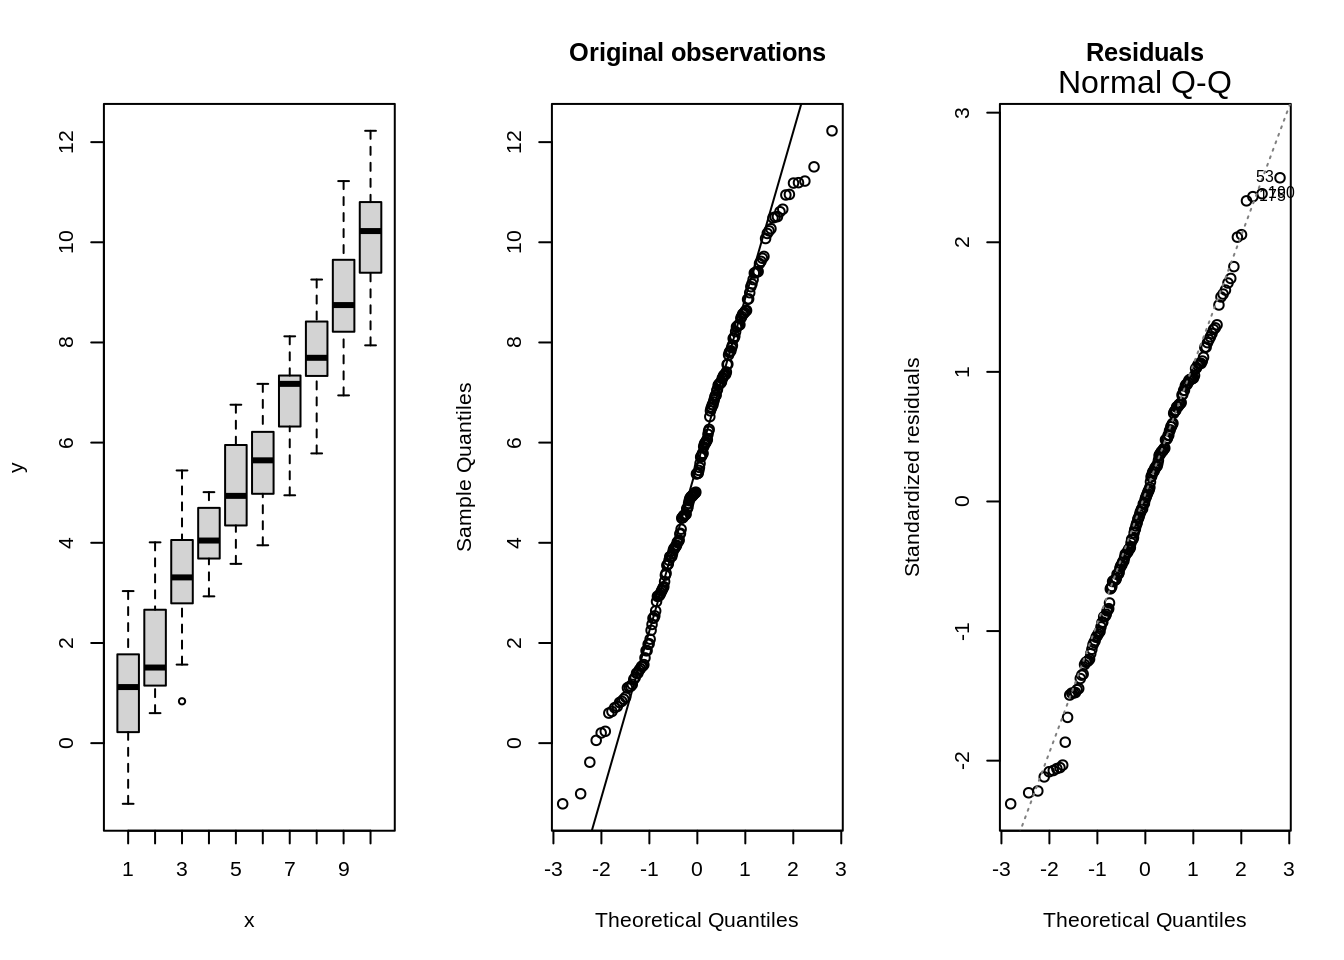 y
12
10
8
6
4
2
0
1 3 5 7 9
x
Original observations
Sample Quantiles
12
10
8
6
4
2
0
-3 -2 -1 0 1 2 3
Theoretical Quantiles
Residuals
Normal Q-Q
Standardized residuals
3
2
1
0
-1
-2
53
-3 -2 -1 0 1 2 3
Theoretical Quantiles